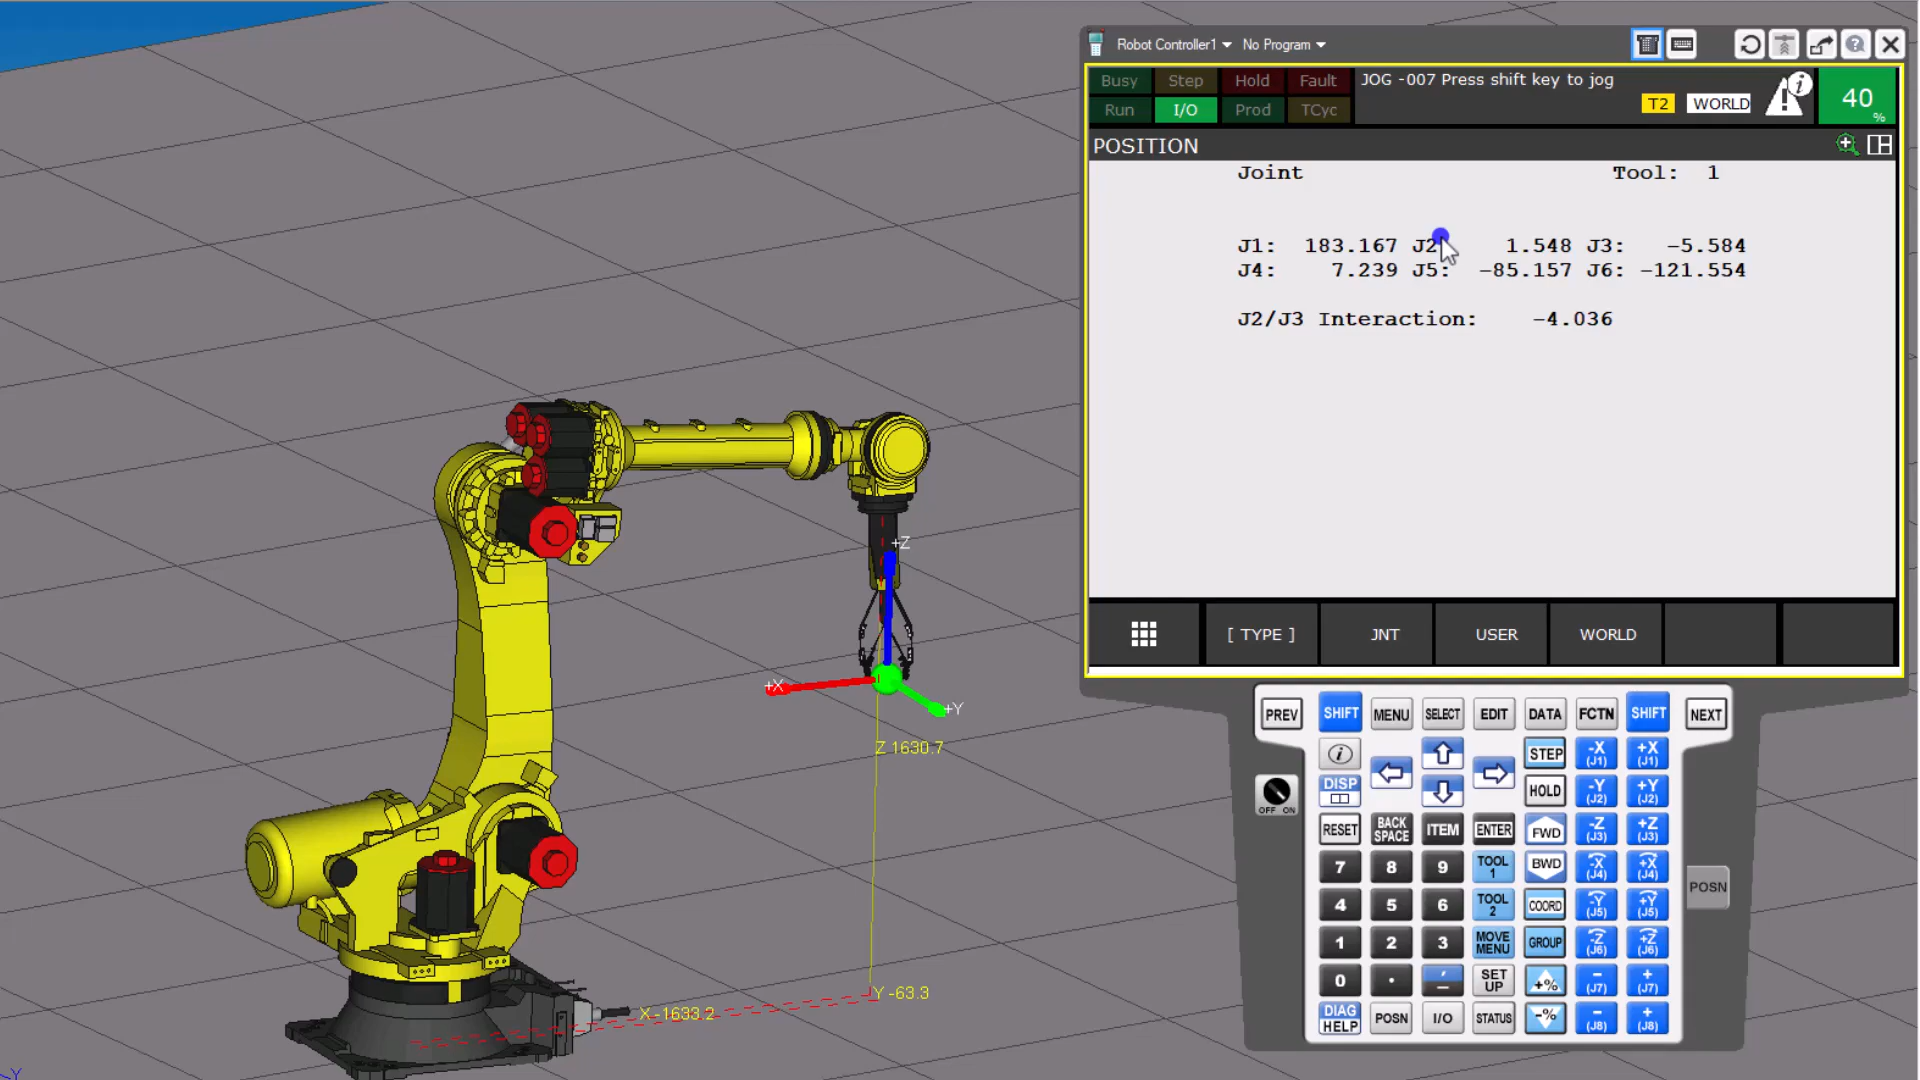 Robot Controller1 No Program
Busy Step Hold Fault
Run I/O Prod TCyc
JOG -007 Press shift key to jog
T2 WORLD
40
%
POSITION
Joint Tool: 1
J1: 183.167 J2 1.548 J3: -5.584
J4: 7.239 J5: -85.157 J6: -121.554
J2/J3 Interaction: -4.036
[ TYPE ] JNT USER WORLD
PREV SHIFT MENU SELECT EDIT DATA FCTN SHIFT NEXT
i STEP -X (J1) +X (J1)
DISP HOLD -Y (J2) +Y (J2)
OFF ON
RESET BACK SPACE ITEM ENTER FWD -Z (J3) +Z (J3)
7 8 9 TOOL 1 BWD -X (J4) +X (J4)
4 5 6 TOOL 2 COORD -Y (J5) +Y (J5)
POSN
1 2 3 MOVE MENU GROUP -Z (J6) +Z (J6)
0 . , - SET UP +% - (J7) + (J7)
DIAG HELP POSN I/O STATUS -% - (J8) + (J8)
+Z
+X
+Y
Z 1630.7
Y -63.3
X -1633.2
Y